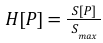 H[P] = S[P] / S_max